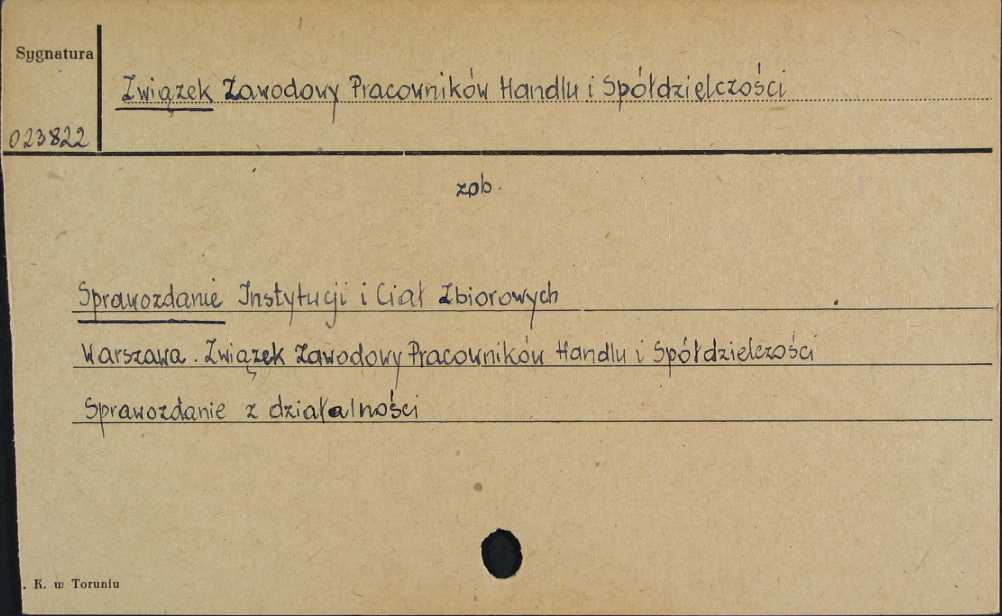 Sygnatura
Związek Zawodowy Pracowników Handlu i Spółdzielczości
023822
zob.
Sprawozdanie Instytucji i Ciał Zbiorowych
Warszawa. Związek Zawodowy Pracowników Handlu i Spółdzielczości
Sprawozdanie z działalności
. K. w Toruniu